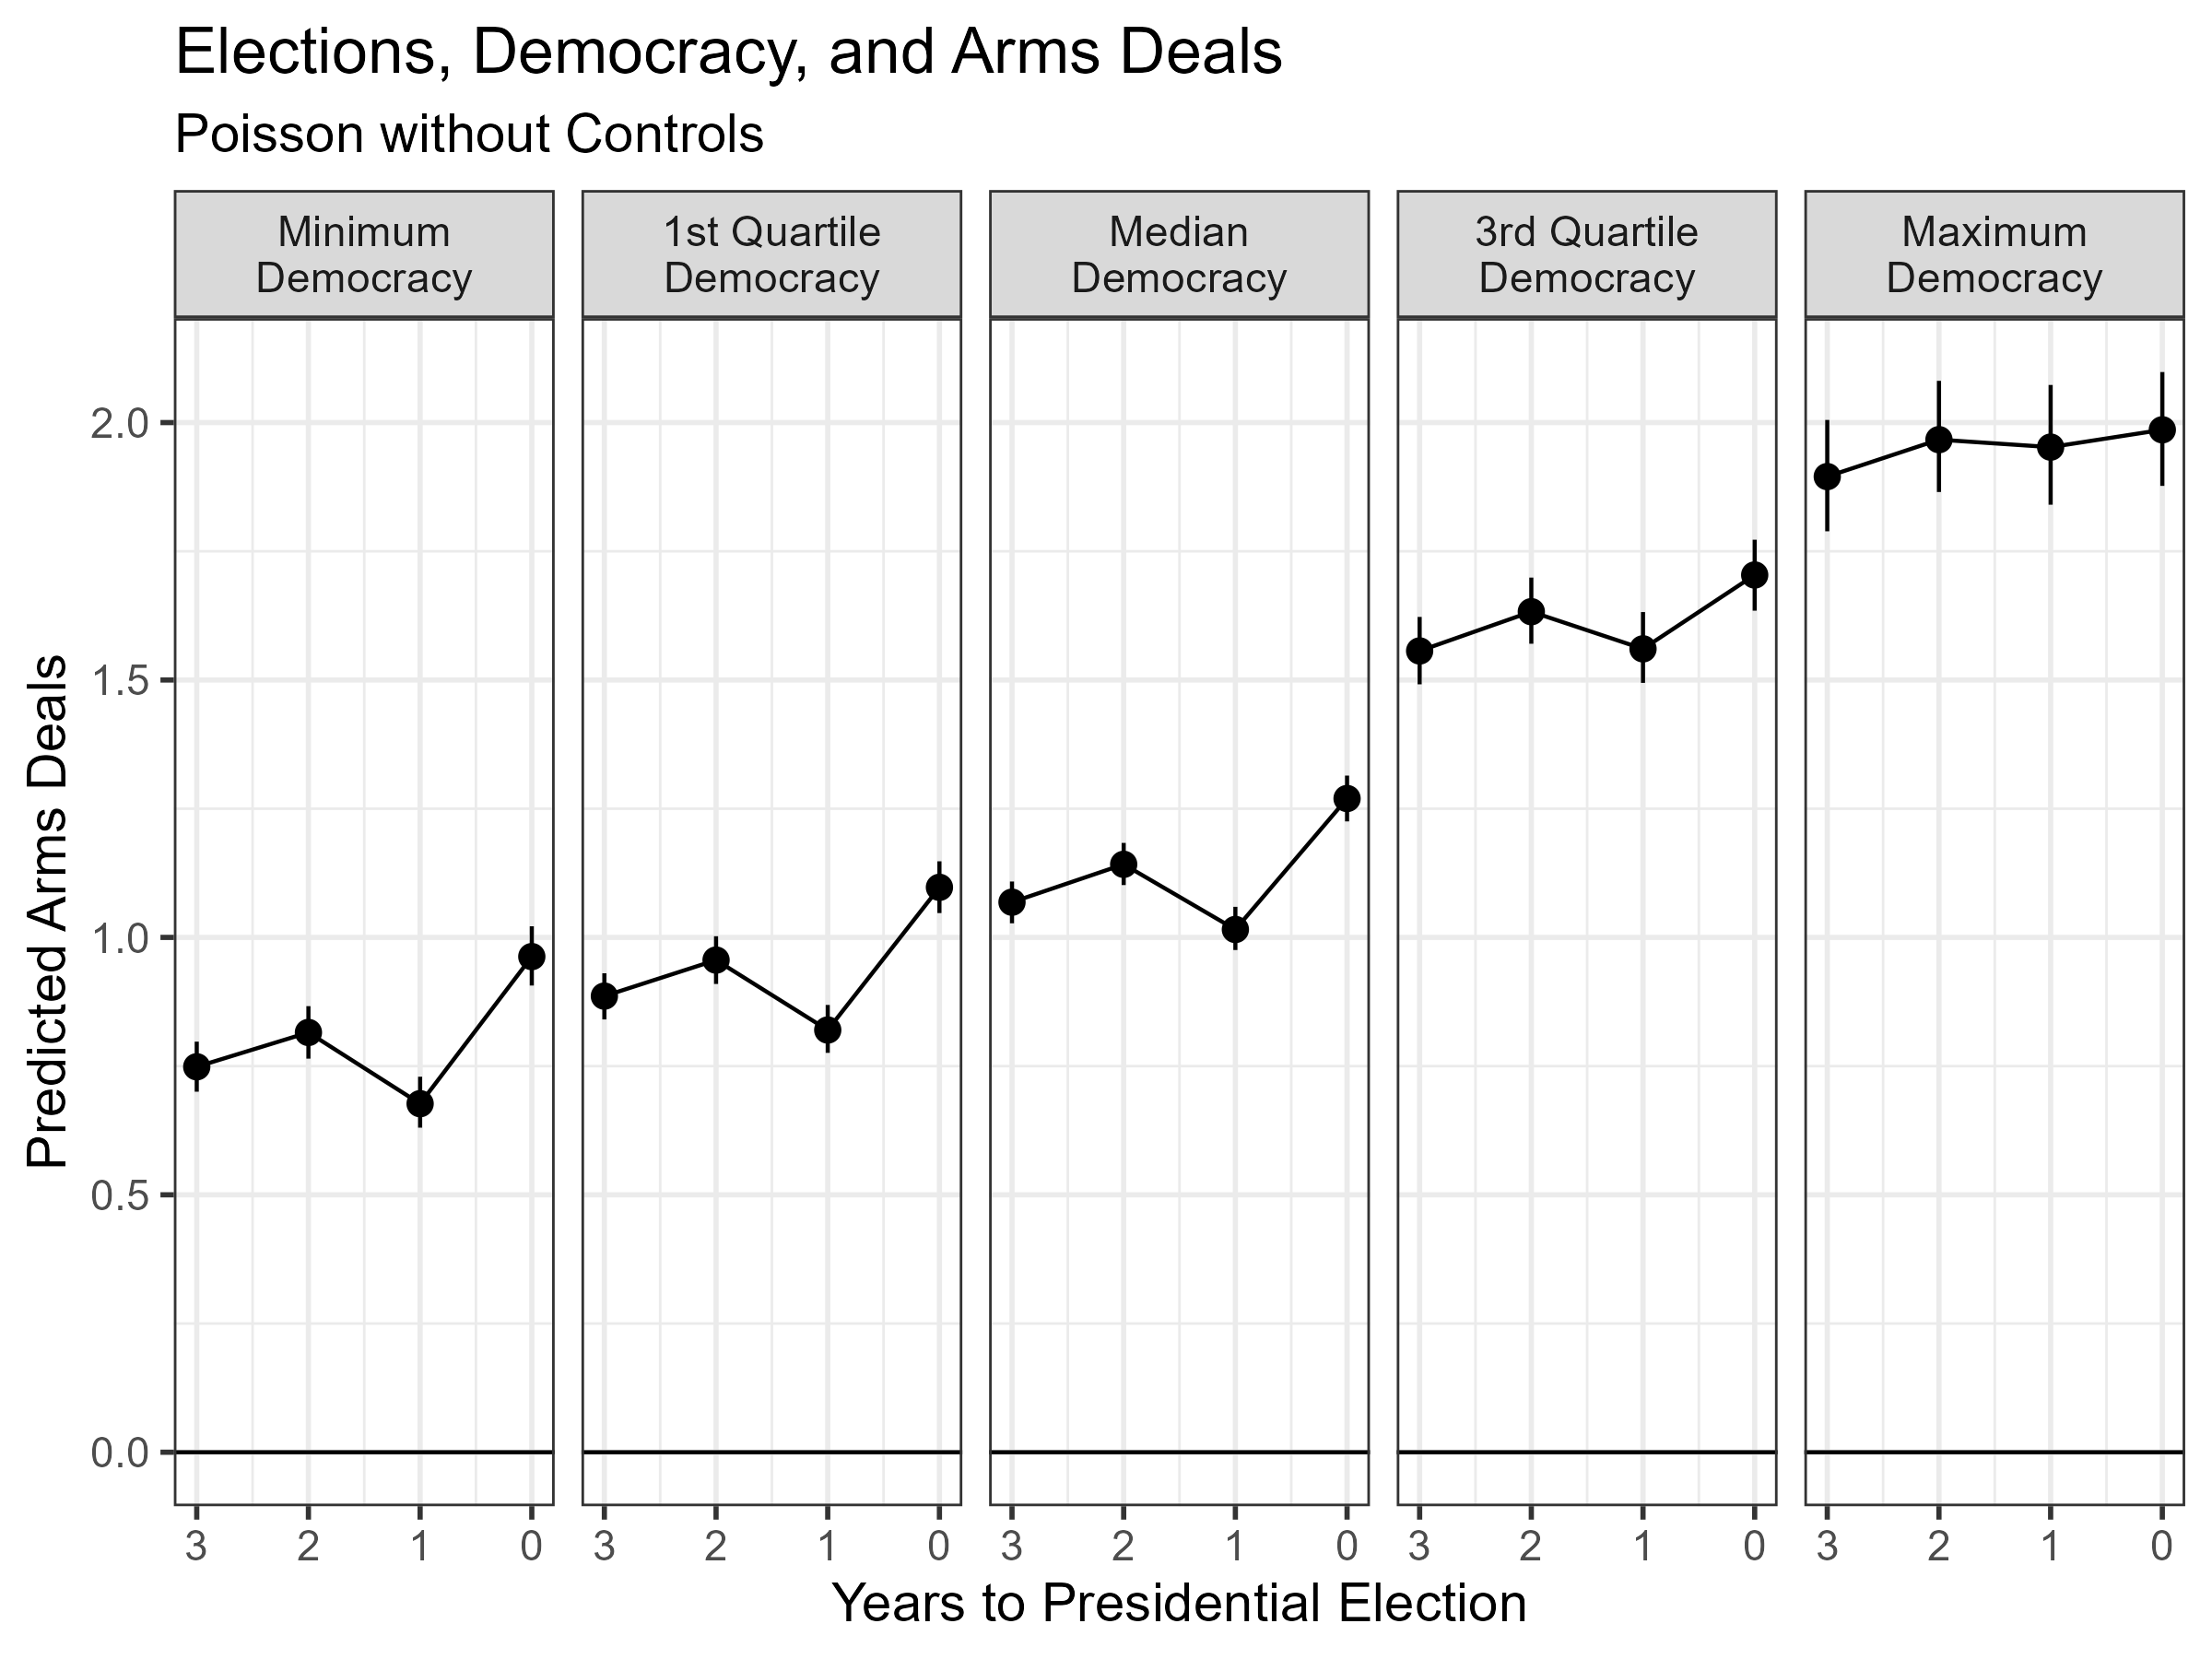 Elections, Democracy, and Arms Deals
Poisson without Controls
Minimum
Democracy
1st Quartile
Democracy
Median
Democracy
3rd Quartile
Democracy
Maximum
Democracy
Predicted Arms Deals
2.0
1.5
1.0
0.5
0.0
3 2 1 0 3 2 1 0 3 2 1 0 3 2 1 0 3 2 1 0
Years to Presidential Election